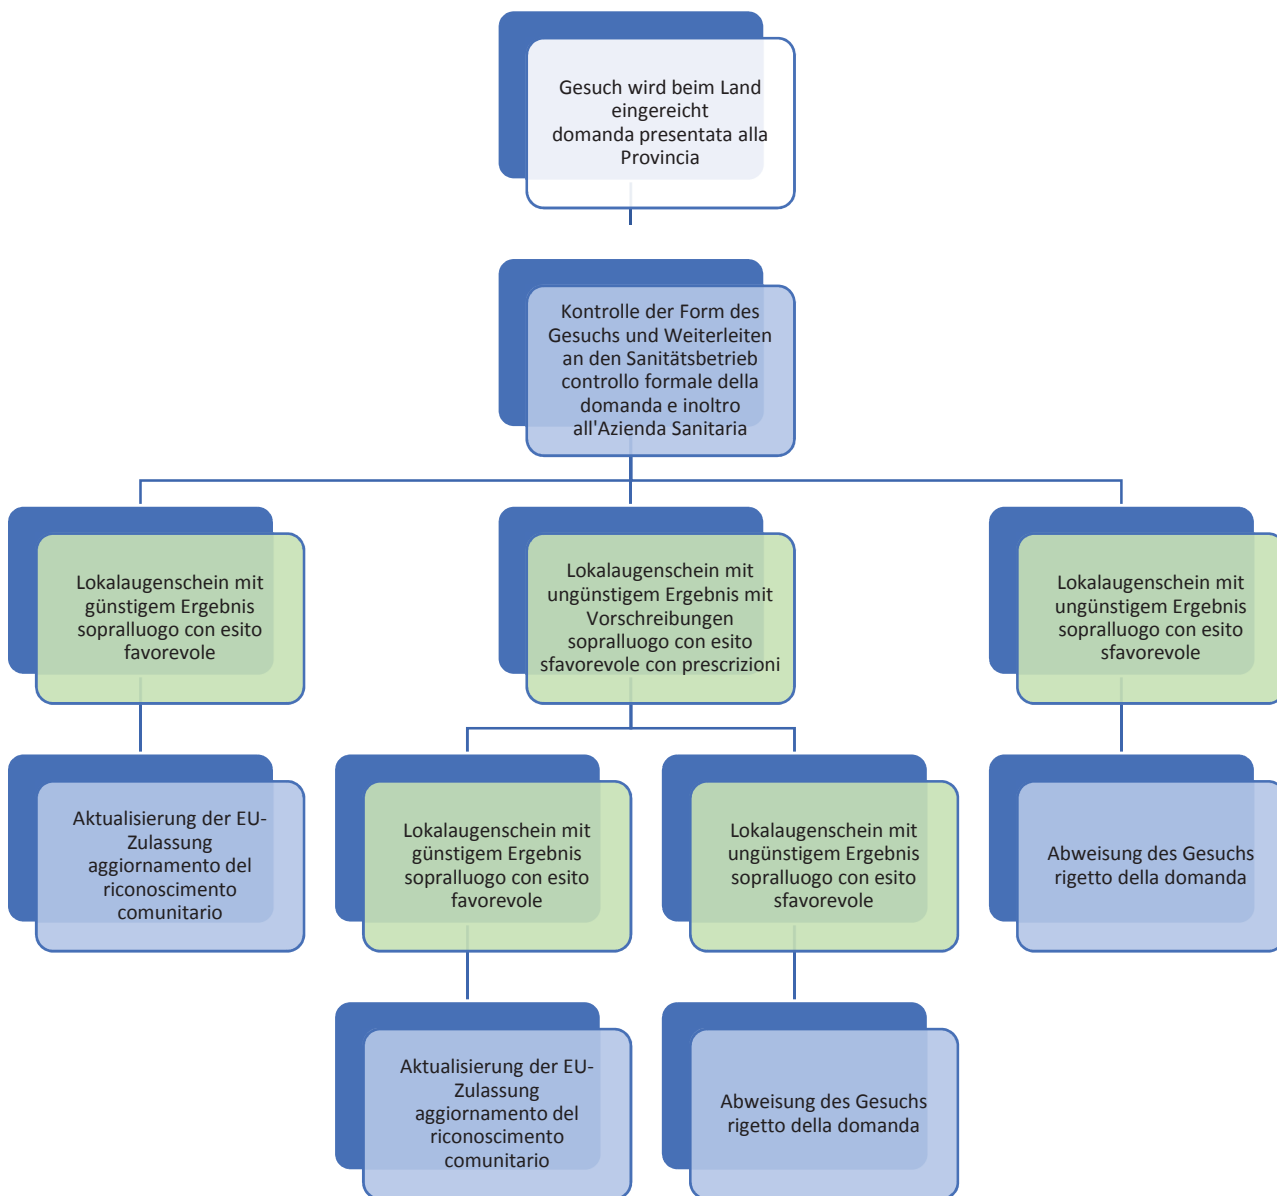 Gesuch wird beim Land
eingereicht
domanda presentata alla
Provincia
Kontrolle der Form des
Gesuchs und Weiterleiten
an den Sanitätsbetrieb
controllo formale della
domanda e inoltro
all'Azienda Sanitaria
Lokalaugenschein mit
günstigem Ergebnis
sopralluogo con esito
favorevole
Lokalaugenschein mit
ungünstigem Ergebnis mit
Vorschreibungen
sopralluogo con esito
sfavorevole con prescrizioni
Lokalaugenschein mit
ungünstigem Ergebnis
sopralluogo con esito
sfavorevole
Aktualisierung der EU-
Zulassung
aggiornamento del
riconoscimento
comunitario
Lokalaugenschein mit
günstigem Ergebnis
sopralluogo con esito
favorevole
Lokalaugenschein mit
ungünstigem Ergebnis
sopralluogo con esito
sfavorevole
Abweisung des Gesuchs
rigetto della domanda
Aktualisierung der EU-
Zulassung
aggiornamento del
riconoscimento
comunitario
Abweisung des Gesuchs
rigetto della domanda